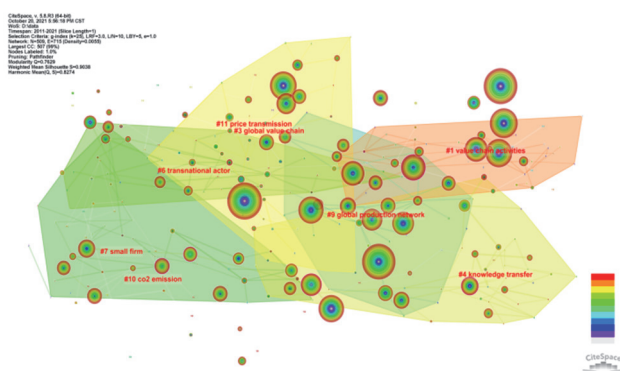 CiteSpace, v. 5.8.R3 (64-bit)
October 20, 2021 8:56:19 PM CST
WoS: D:\data
Timespan: 2011-2021 (Slice Length=1)
Selection Criteria: g-index (k=25), LRF=3.0, L/N=10, LBY=5, e=1.0
Network: N=509, E=715 (Density=0.0055)
Largest CC: 507 (99%)
Nodes Labeled: 1.0%
Pruning: Pathfinder
Modularity Q=0.7629
Weighted Mean Silhouette S=0.9038
Harmonic Mean(Q, S)=0.8274
#11 price transmission
#3 global value chain
#1 value chain activities
#6 transnational actor
#9 global production network
#7 small firm
#10 co2 emission
#4 knowledge transfer
CiteSpace